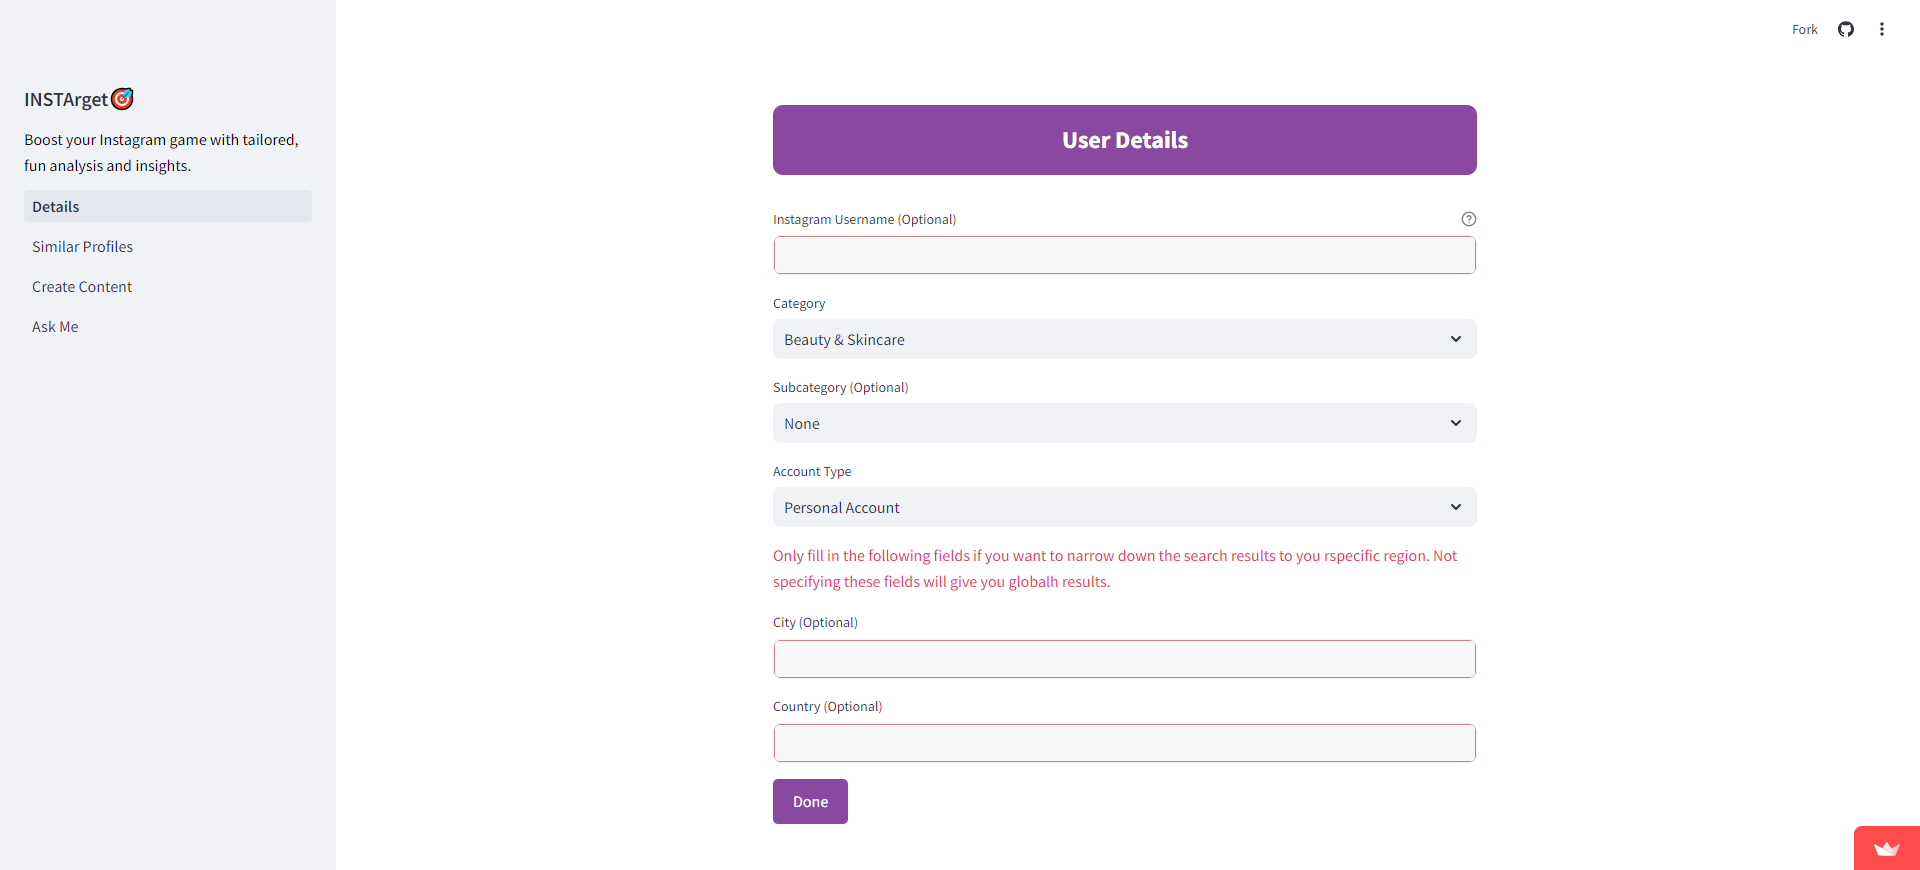 Fork
INSTArget🎯
Boost your Instagram game with tailored,
fun analysis and insights.
Details
Similar Profiles
Create Content
Ask Me
User Details
Instagram Username (Optional)
Category
Beauty & Skincare
Subcategory (Optional)
None
Account Type
Personal Account
Only fill in the following fields if you want to narrow down the search results to you rspecific region. Not
specifying these fields will give you globalh results.
City (Optional)
Country (Optional)
Done